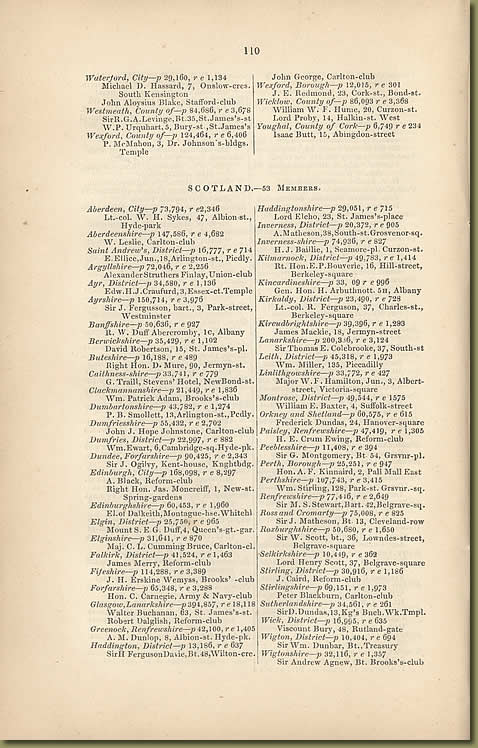 110
Waterford, City—p 29,160, r e 1,134
Michael D. Hassard, 7, Onslow-cres.
South Kensington
John Aloysius Blake, Stafford-club
Westmeath, County of—p 84,686, r e 3,678
Sir R.G.A. Levinge, Bt. 35, St. James's-st
W. P. Urquhart, 5, Bury-st, St. James's
Wexford, County of—p 124,464, r e 6,406
P. McMahon, 3, Dr. Johnson's-bldgs.
Temple
John George, Carlton-club
Wexford, Borough—p 12,015, r e 301
J. E. Redmond, 23, Cork-st., Bond-st.
Wicklow, County of—p 86,093 r e 3,568
William W. F. Hume, 20, Curzon-st.
Lord Proby, 14, Halkin-st. West
Youghal, County of Cork—p 6,749 r e 234
Isaac Butt, 15, Abingdon-street
SCOTLAND.—53 MEMBERS.
Aberdeen, City—p 73,794, r e2,346
Lt.-col. W. H. Sykes, 47, Albion-st.,
Hyde-park
Aberdeenshire—p 147,586, r e 4,682
W. Leslie, Carlton-club
Saint Andrew's, District—p 16,777, r e 714
E. Ellice, Jun., 18, Arlington-st., Picdly.
Argyllshire—p 72,046, r e 2,256
Alexander Struthers Finlay, Union-club
Ayr, District—p 34,580, r e 1,136
Edw. H.J. Craufurd, 3, Essex-ct. Temple
Ayrshire—p 150,714, r e 3,976
Sir J. Fergusson, bart., 3, Park-street,
Westminster
Banffshire—p 50,636, r e 927
R. W. Duff Abercromby, 1C, Albany
Berwickshire—p 35,429, r e 1,102
David Robertson, 15, St. James's-pl.
Buteshire—p 16,188, r e 489
Right Hon. D. Mure, 90, Jermyn-st.
Caithness-shire—p 33,741, r e 779
G. Traill, Stevens' Hotel, New Bond-st.
Clackmannanshire—p 21,449, r e 1,836
Wm. Patrick Adam, Brooks's-club
Dumbartonshire—p 43,782, r e 1,274
P. B. Smollett, 13, Arlington-st., Pcdly.
Dumfriesshire—p 55,432, r e 2,702
John J. Hope Johnstone, Carlton-club
Dumfries, District—p 22,997, r e 882
Wm. Ewart, 6, Cambridge-sq. Hyde-pk.
Dundee, Forfarshire—p 90,425, r e 2,343
Sir J. Ogilvy, Kent-house, Knghtbdg.
Edinburgh, City—p 168,098, r e 8,297
A. Black, Reform-club
Right Hon. Jas. Moncreiff, 1, New-st.
Spring-gardens
Edinburghshire—p 60,453, r e 1,960
El. of Dalkeith, Montague-hse. Whitehl
Elgin, District—p 25,750, r e 965
Mount S. E. G. Duff, 4, Queen's-gt.-gar.
Elginshire—p 31,641, r e 870
Maj. C. L. Cumming Bruce, Carlton-cl.
Falkirk, District—p 41,524, r e 1,463
James Merry, Reform-club
Fifeshire—p 114,288, r e 3,389
J. H. Erskine Wemyss, Brooks' -club
Forfarshire—p 65,348, r e 3,288
Hon. C. Carnegie, Army & Navy-club
Glasgow, Lanarkshire—p 394,857, r e 18,118
Walter Buchanan, 63, St. James's-st.
Robert Dalglish, Reform-club
Greenock, Renfrewshire—p 42,100, r e 1,405
A. M. Dunlop, 8, Albion-st. Hyde-pk.
Haddington, District—p 13,186, r e 637
Sir H Ferguson Davie, Bt. 48, Wilton-cre.
Haddingtonshire—p 29,051, r e 715
Lord Elcho, 23, St. James's-place
Inverness, District—p 20,372, r e 905
A. Matheson, 38, South-st. Grosvenor-sq.
Inverness-shire—p 74,936, r e 827
H. J. Baillie, 1, Seamore-pl. Curzon-st.
Kilmarnock, District—p 49,783, r e 1,414
Rt. Hon. E. P. Bouverie, 16, Hill-street,
Berkeley-square
Kincardineshire—p 33, 09 r e 996
Gen. Hon. H. Arbuthnott. 5H, Albany
Kirkaldy, District—p 23,490, r e 728
Lt.-col. R. Ferguson, 37, Charles-st.,
Berkeley-square
Kircudbrightshire—p 39,396, r e 1,293
James Mackie, 18, Jermyn-street
Lanarkshire—p 200,386, r e 3,124
Sir Thomas E. Colebrooke, 37, South-st
Leith, District—p 45,318, r e 1,973
Wm. Miller, 135, Piccadilly
Linlithgowshire—p 33,772, r e 427
Major W. F. Hamilton, Jun., 3, Albert-
street, Victoria-square
Montrose, District—p 49,544, r e 1575
William E. Baxter, 4, Suffolk-street
Orkney and Shetland—p 60,575, r e 615
Frederick Dundas, 24, Hanover-square
Paisley, Renfrewshire—p 47,419, r e 1,305
H. E. Crum Ewing, Reform-club
Peeblesshire—p 11,408, r e 394
Sir G. Montgomery, Bt 54, Grsvnr-pl.
Perth, Borough—p 25,251, r e 947
Hon. A. F. Kinnaird, 2, Pall Mall East
Perthshire—p 107,743, r e 3,415
Wm. Stirling, 128, Park-st. Grsvnr.-sq.
Renfrewshire—p 77,446, r e 2,649
Sir M. S. Stewart, Bart. 42, Belgrave-sq.
Ross and Cromarty—p 75,008, r e 825
Sir J. Matheson, Bt. 13, Cleveland-row
Roxburghshire—p 50,680, r e 1,650
Sir W. Scott, bt., 36, Lowndes-street,
Belgrave-square
Selkirkshire—p 10,449, r e 362
Lord Henry Scott, 37, Belgrave-square
Stirling, District—p 30,916, r e 1,186
J. Caird, Reform-club
Stirlingshire—p 69,151, r e 1,973
Peter Blackburn, Carlton-club
Sutherlandshire—p 34,561, r e 261
Sir D. Dundas, 13, Kg's Bnch. Wk. Tmpl.
Wick, District—p 16,995, r e 635
Viscount Bury, 48, Rutland-gate
Wigton, District—p 10,404, r e 694
Sir Wm. Dunbar, Bt., Treasury
Wigtonshire—p 32,116, r e 1,357
Sir Andrew Agnew, Bt. Brooks's-club